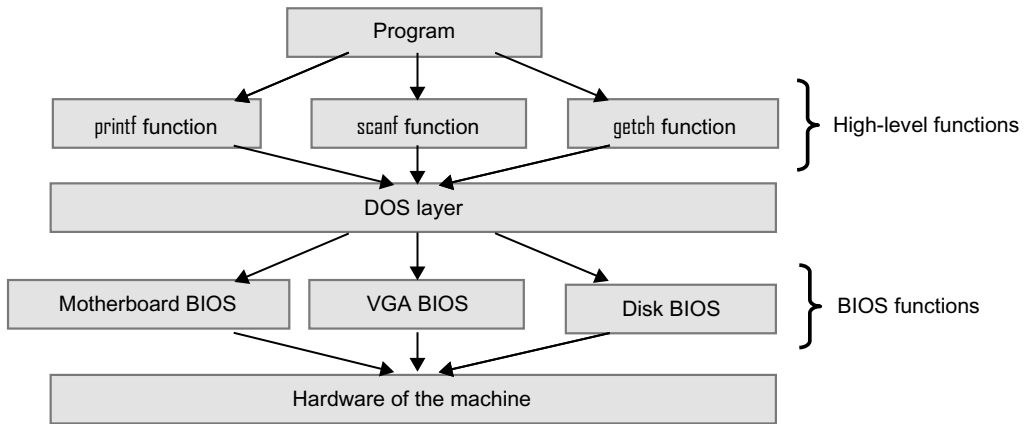 Program
printf function
scanf function
getch function
High-level functions
DOS layer
Motherboard BIOS
VGA BIOS
Disk BIOS
BIOS functions
Hardware of the machine